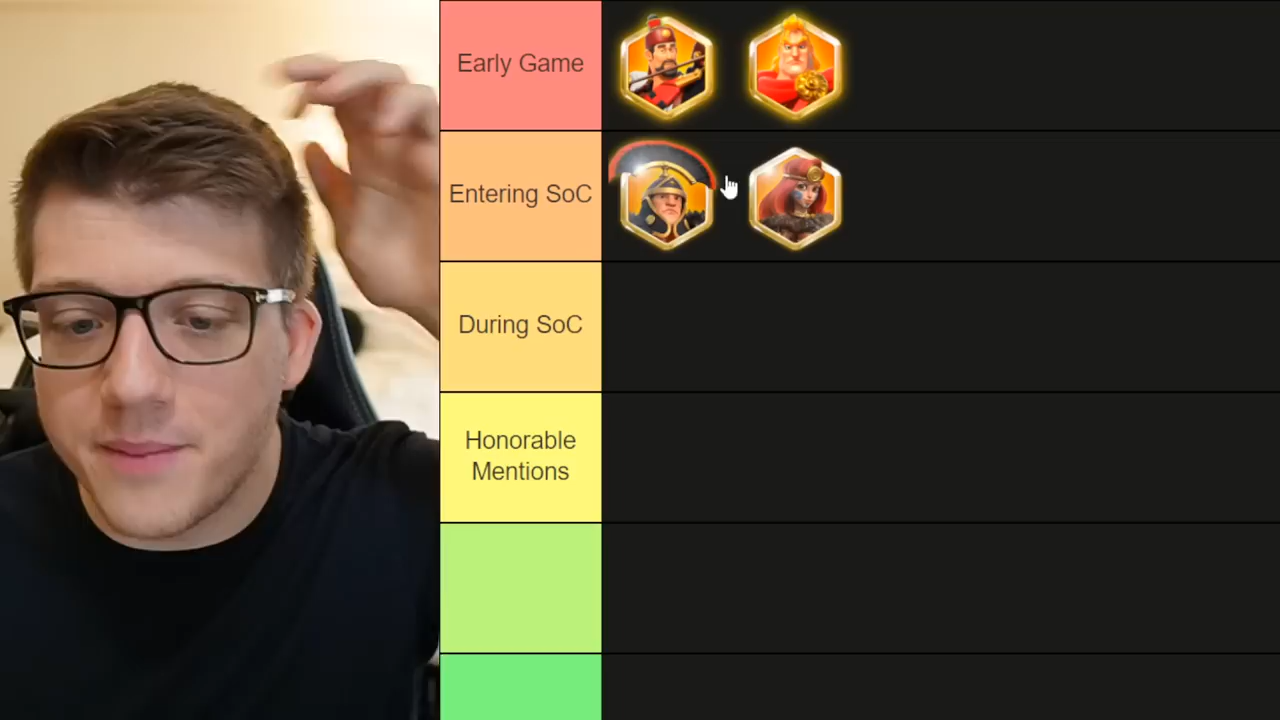 Early Game
Entering SoC
During SoC
Honorable
Mentions